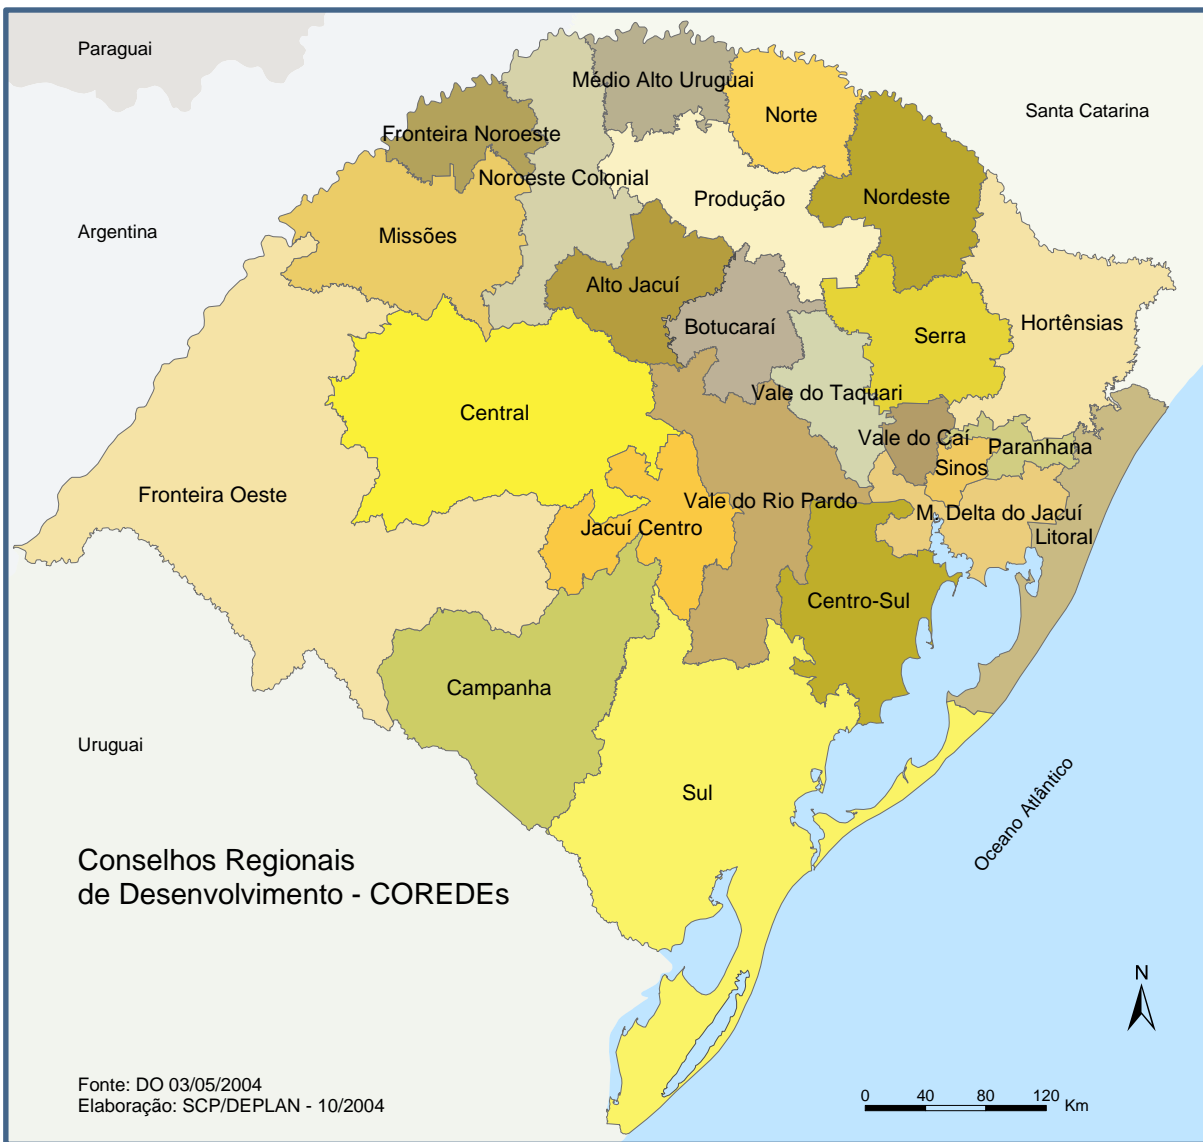 Paraguai
Médio Alto Uruguai
Norte
Santa Catarina
Fronteira Noroeste
Noroeste Colonial
Produção
Nordeste
Argentina
Missões
Alto Jacuí
Botucaraí
Serra
Hortênsias
Central
Vale do Taquari
Vale do Caí
Paranhana
Sinos
Fronteira Oeste
Vale do Rio Pardo
M. Delta do Jacuí
Jacuí Centro
Litoral
Centro-Sul
Campanha
Uruguai
Sul
Oceano Atlântico
Conselhos Regionais
de Desenvolvimento - COREDEs
N
Fonte: DO 03/05/2004
Elaboração: SCP/DEPLAN - 10/2004
0 40 80 120 Km